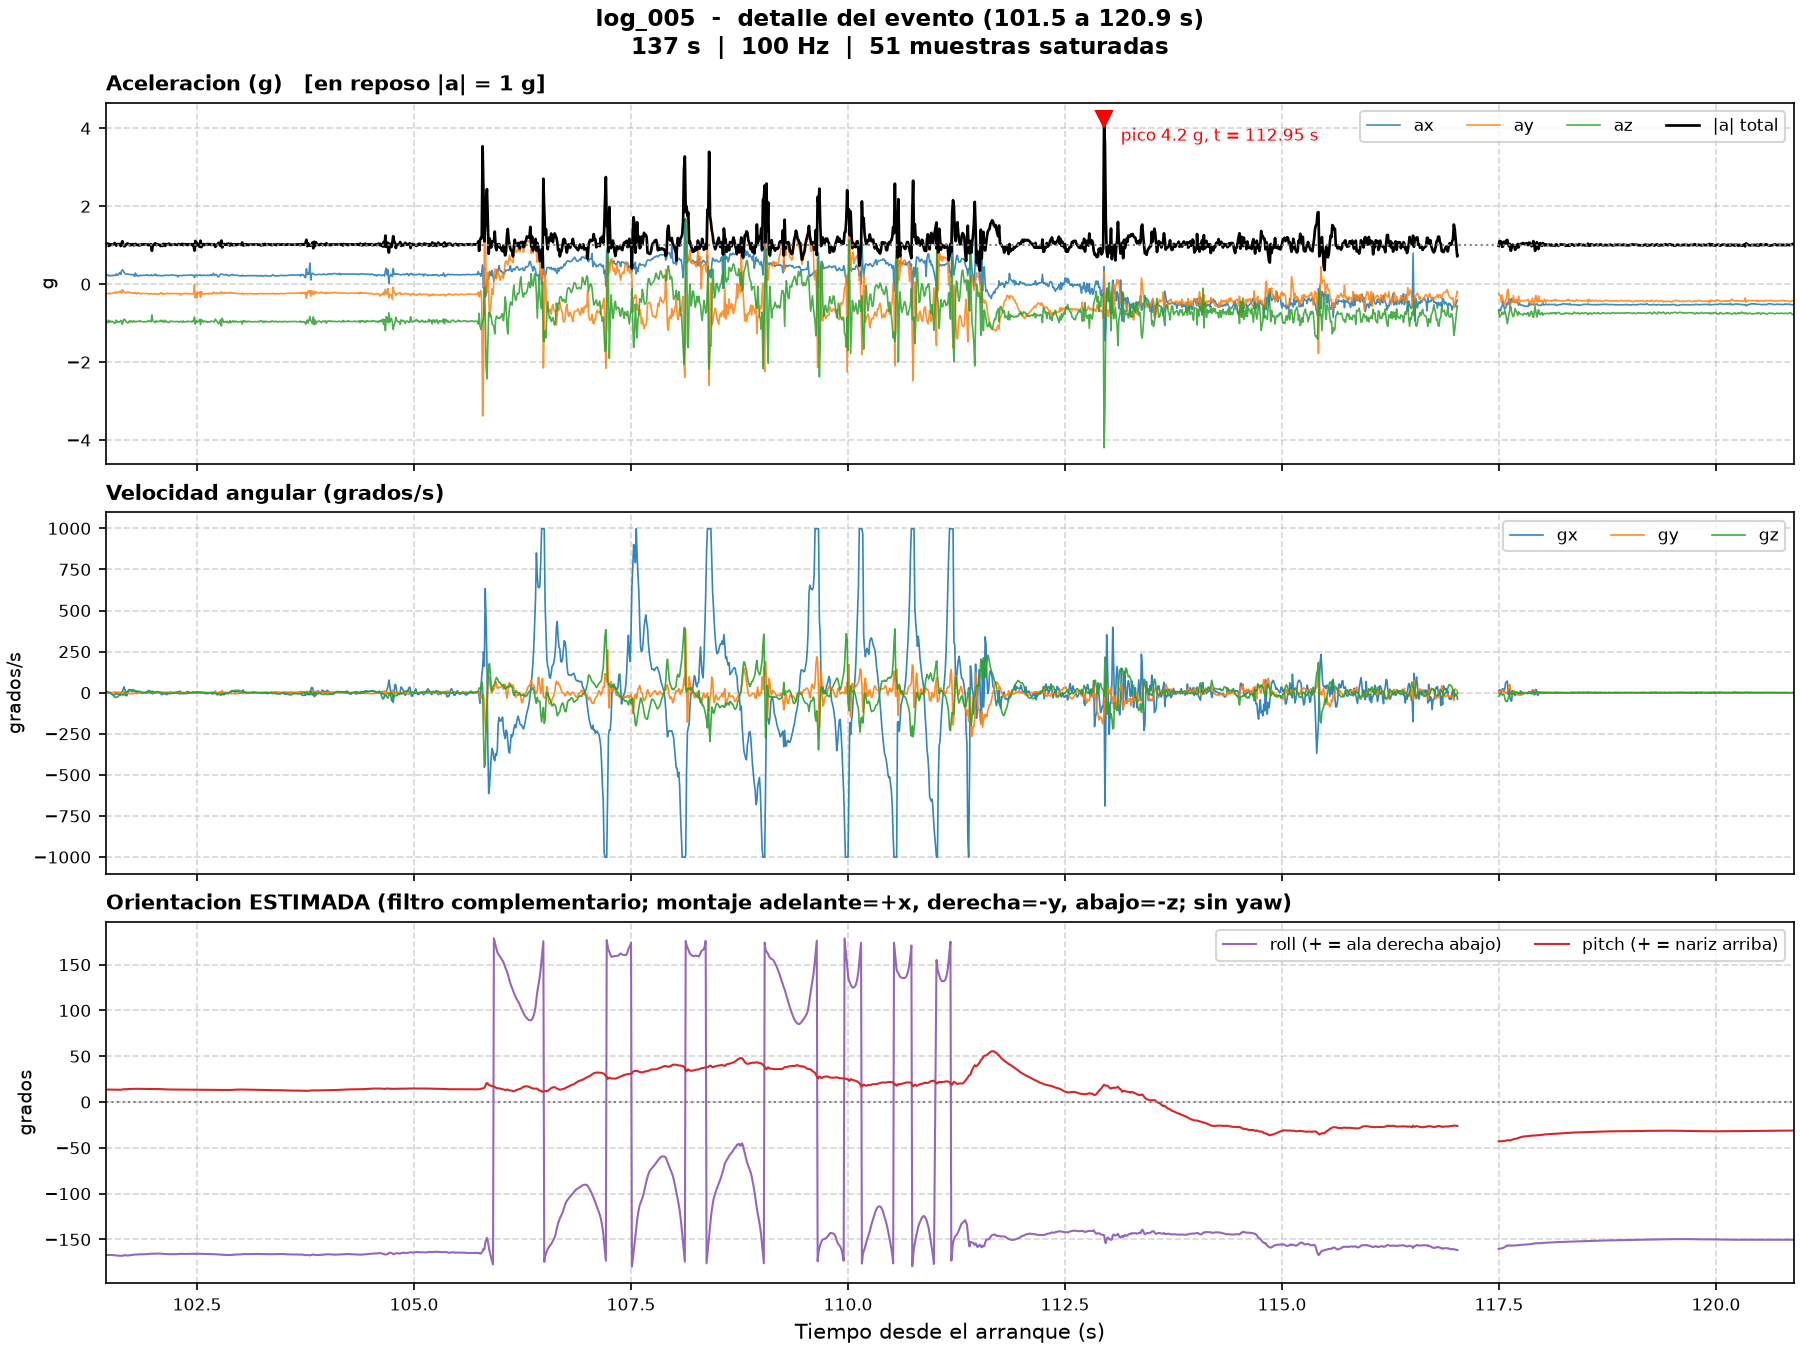 log_005  -  detalle del evento (101.5 a 120.9 s)
137 s  |  100 Hz  |  51 muestras saturadas
Aceleracion (g)   [en reposo |a| = 1 g]
4
2
0
−2
−4
g
pico 4.2 g, t = 112.95 s
ax
ay
az
|a| total
Velocidad angular (grados/s)
1000
750
500
250
0
−250
−500
−750
−1000
grados/s
gx
gy
gz
Orientacion ESTIMADA (filtro complementario; montaje adelante=+x, derecha=-y, abajo=-z; sin yaw)
150
100
50
0
−50
−100
−150
grados
roll (+ = ala derecha abajo)
pitch (+ = nariz arriba)
102.5
105.0
107.5
110.0
112.5
115.0
117.5
120.0
Tiempo desde el arranque (s)